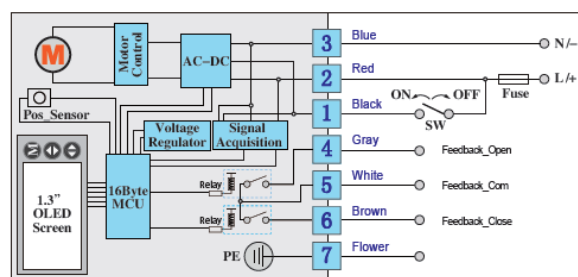 M
Motor
Control
AC-DC
3 Blue N/-
2 Red L/+
Fuse
1 Black ON OFF
SW
Pos_Sensor
Voltage
Regulator
Signal
Acquisition
4 Gray Feedback_Open
5 White Feedback_Com
6 Brown Feedback_Close
7 Flower
1.3”
OLED
Screen
16Byte
MCU
Relay
Relay
PE